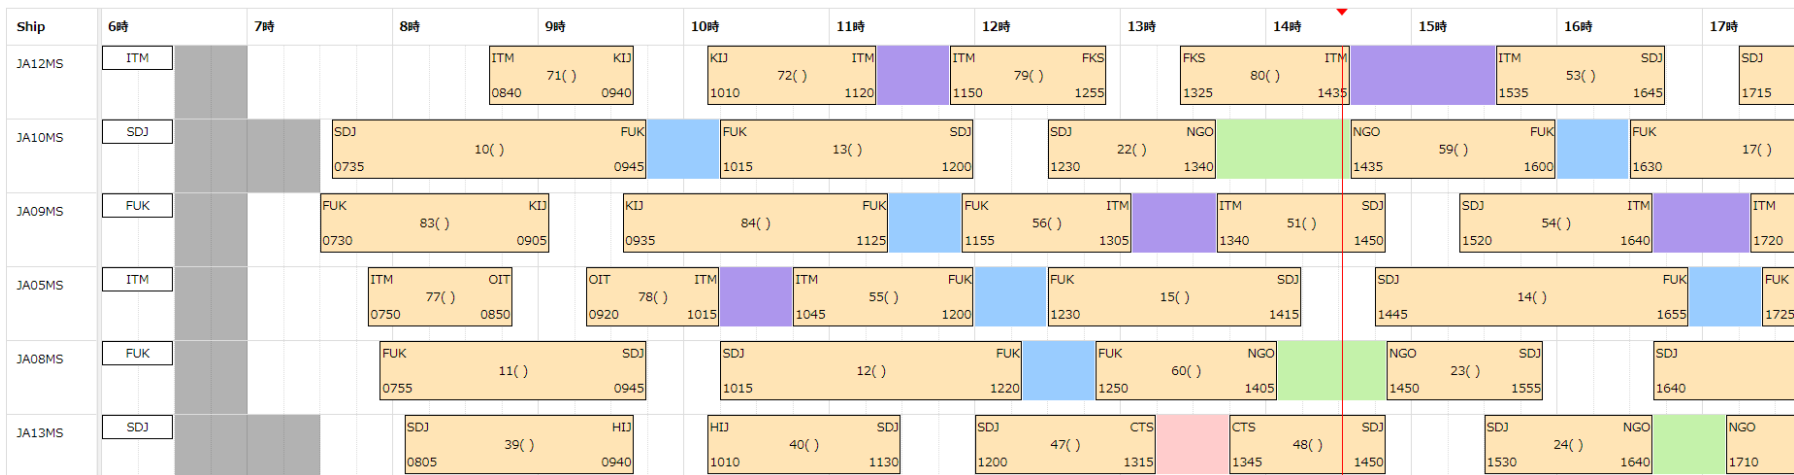 Ship 6時 7時 8時 9時 10時 11時 12時 13時 14時 15時 16時 17時
JA12MS ITM ITM KIJ KIJ ITM ITM FKS FKS ITM ITM SDJ SDJ
71( ) 72( ) 79( ) 80( ) 53( )
0840 0940 1010 1120 1150 1255 1325 1435 1535 1645 1715
JA10MS SDJ SDJ FUK FUK SDJ SDJ NGO NGO FUK FUK
10( ) 13( ) 22( ) 59( ) 17( )
0735 0945 1015 1200 1230 1340 1435 1600 1630
JA09MS FUK FUK KIJ KIJ FUK FUK ITM ITM SDJ SDJ ITM ITM
83( ) 84( ) 56( ) 51( ) 54( )
0730 0905 0935 1125 1155 1305 1340 1450 1520 1640 1720
JA05MS ITM ITM OIT OIT ITM ITM FUK FUK SDJ SDJ FUK FUK
77( ) 78( ) 55( ) 15( ) 14( )
0750 0850 0920 1015 1045 1200 1230 1415 1445 1655 1725
JA08MS FUK FUK SDJ SDJ FUK FUK NGO NGO SDJ SDJ
11( ) 12( ) 60( ) 23( )
0755 0945 1015 1220 1250 1405 1450 1555 1640
JA13MS SDJ SDJ HIJ HIJ SDJ SDJ CTS CTS SDJ SDJ NGO NGO
39( ) 40( ) 47( ) 48( ) 24( )
0805 0940 1010 1130 1200 1315 1345 1450 1530 1640 1710